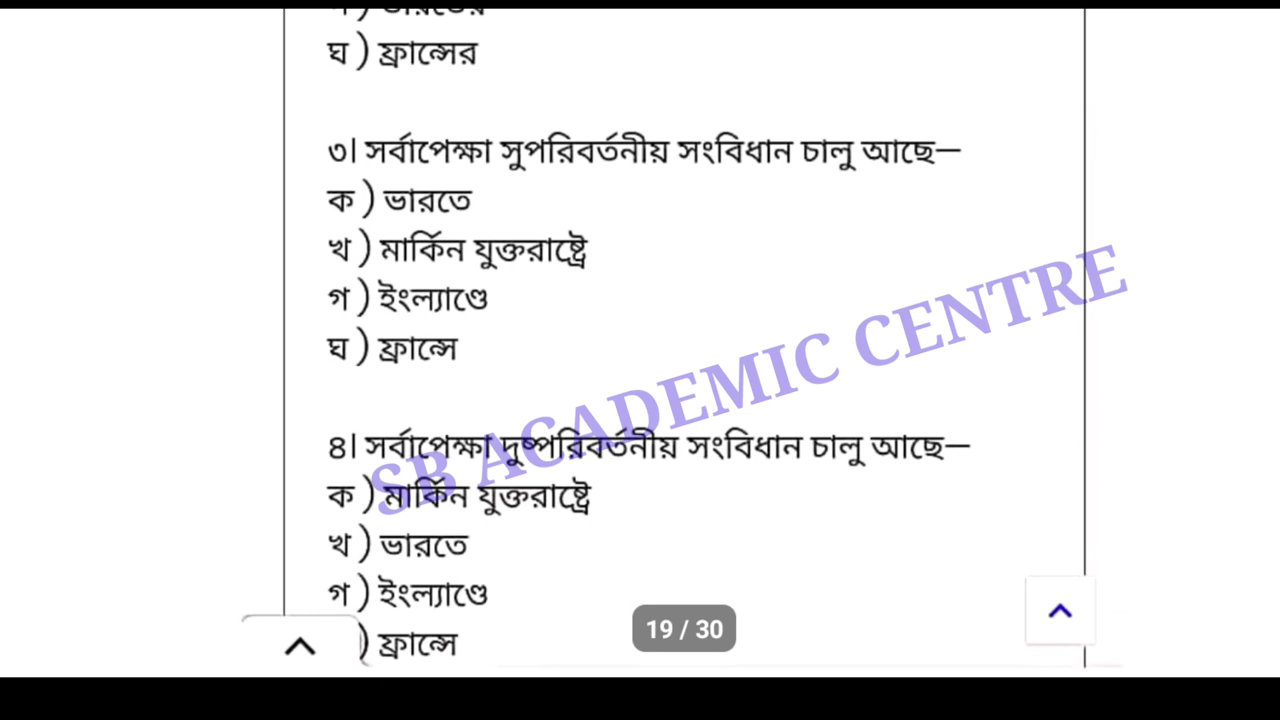 ঘ ) ফ্রান্সের
৩। সর্বাপেক্ষা সুপরিবর্তনীয় সংবিধান চালু আছে—
ক ) ভারতে
খ ) মার্কিন যুক্তরাষ্ট্রে
গ ) ইংল্যাণ্ডে
ঘ ) ফ্রান্সে
৪। সর্বাপেক্ষা দুষ্পরিবর্তনীয় সংবিধান চালু আছে—
ক ) মার্কিন যুক্তরাষ্ট্রে
খ ) ভারতে
গ ) ইংল্যাণ্ডে
) ফ্রান্সে
SB ACADEMIC CENTRE
19 / 30